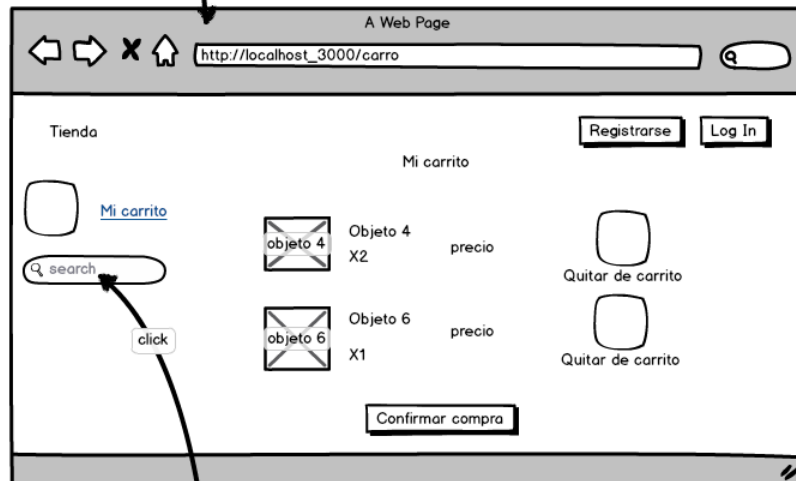 A Web Page
http://localhost_3000/carro
Tienda
Registrarse
Log In
Mi carrito
Mi carrito
search
click
objeto 4
Objeto 4
X2
precio
Quitar de carrito
objeto 6
Objeto 6
X1
precio
Quitar de carrito
Confirmar compra